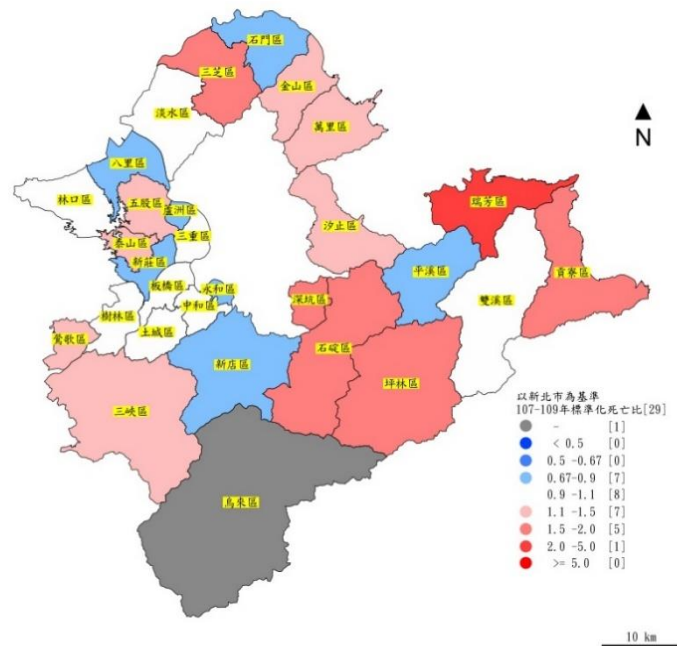 石門區
三芝區
金山區
淡水區
萬里區
N
八里區
林口區
五股區
蘆洲區
瑞芳區
汐止區
三重區
泰山區
新莊區
平溪區
貢寮區
板橋區
永和區
深坑區
雙溪區
中和區
樹林區
土城區
鶯歌區
石碇區
新店區
坪林區
三峽區
烏來區
以新北市為基準
107-109年標準化死亡比[29]
- [1]
< 0.5 [0]
0.5 -0.67 [0]
0.67-0.9 [7]
0.9 -1.1 [8]
1.1 -1.5 [7]
1.5 -2.0 [5]
2.0 -5.0 [1]
>= 5.0 [0]
10 km